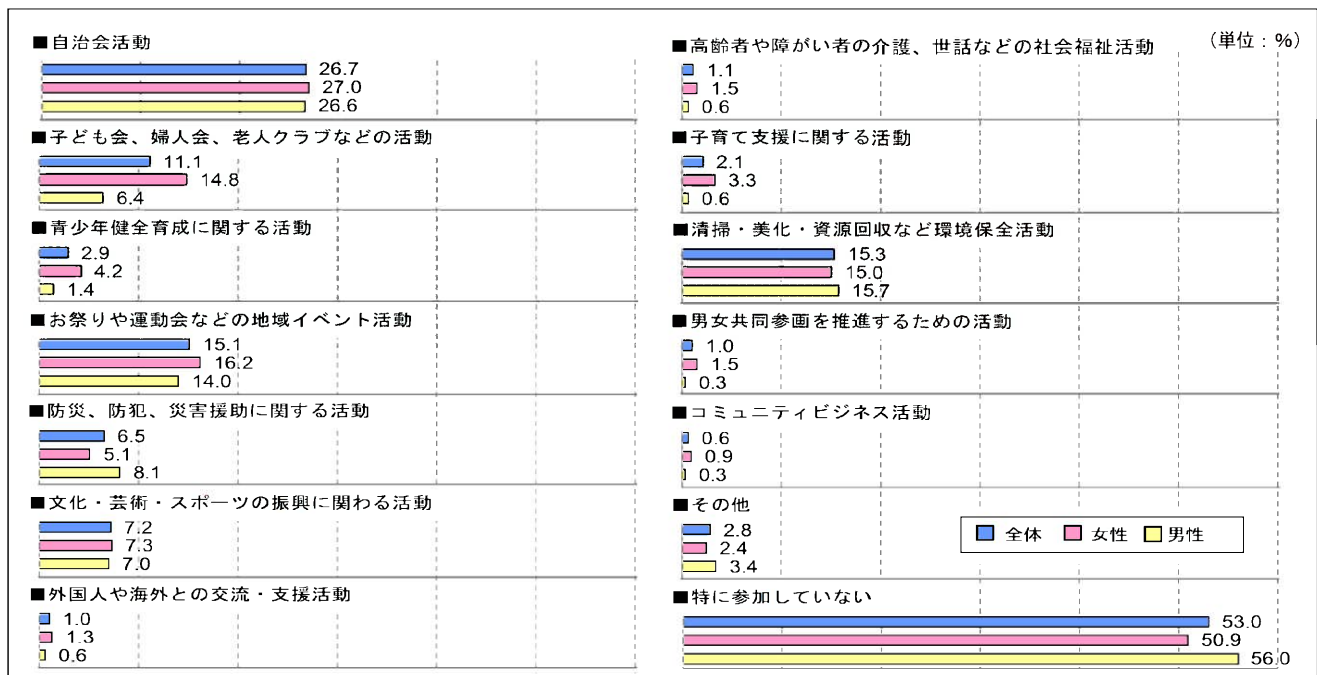 (単位：%)
■自治会活動
26.7
27.0
26.6
■子ども会、婦人会、老人クラブなどの活動
11.1
14.8
6.4
■青少年健全育成に関する活動
2.9
4.2
1.4
■お祭りや運動会などの地域イベント活動
15.1
16.2
14.0
■防災、防犯、災害援助に関する活動
6.5
5.1
8.1
■文化・芸術・スポーツの振興に関わる活動
7.2
7.3
7.0
■外国人や海外との交流・支援活動
1.0
1.3
0.6
■高齢者や障がい者の介護、世話などの社会福祉活動
1.1
1.5
0.6
■子育て支援に関する活動
2.1
3.3
0.6
■清掃・美化・資源回収など環境保全活動
15.3
15.0
15.7
■男女共同参画を推進するための活動
1.0
1.5
0.3
■コミュニティビジネス活動
0.6
0.9
0.3
■その他
2.8
2.4
3.4
全体 女性 男性
■特に参加していない
53.0
50.9
56.0